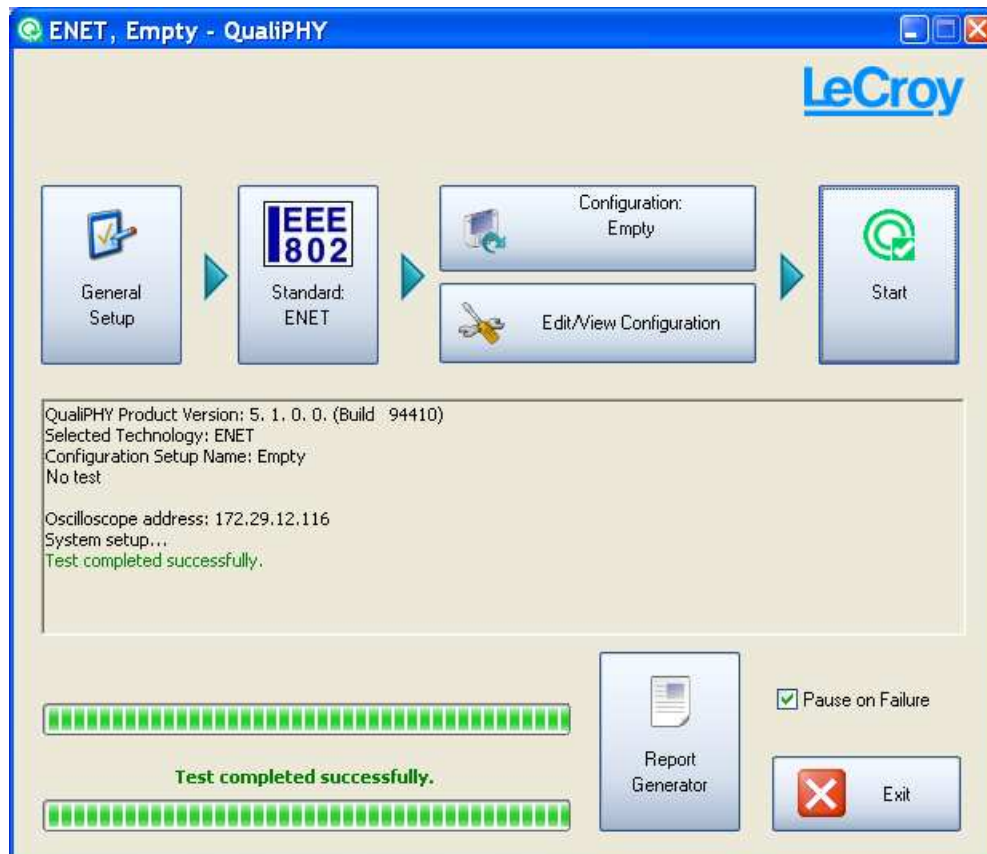 ENET, Empty - QualiPHY
LeCroy
General
Setup
IEEE
802
Standard:
ENET
Configuration:
Empty
Edit/View Configuration
Start
QualiPHY Product Version: 5. 1. 0. 0. (Build 94410)
Selected Technology: ENET
Configuration Setup Name: Empty
No test
Oscilloscope address: 172.29.12.116
System setup...
Test completed successfully.
Test completed successfully.
Report
Generator
Pause on Failure
Exit